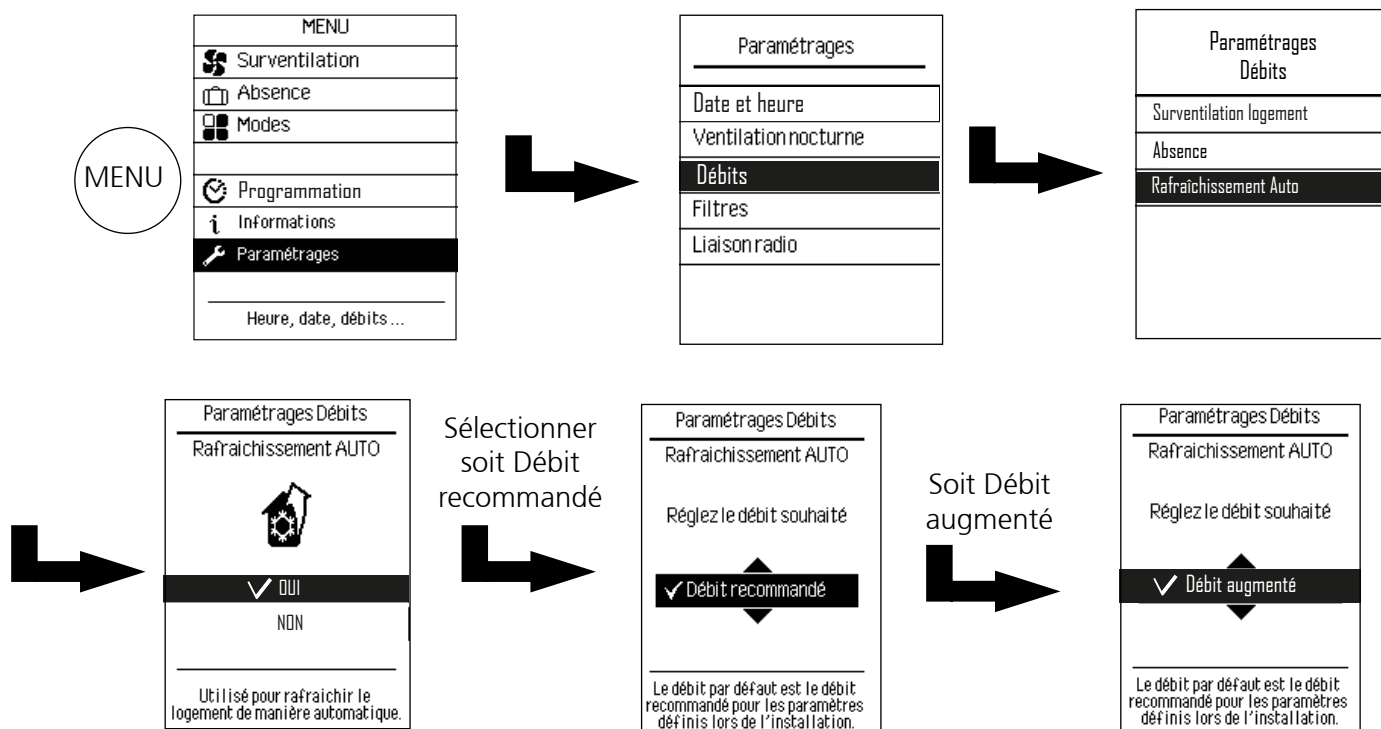 MENU
MENU
Surventilation
Absence
Modes
Programmation
Informations
Paramétrages
Heure, date, débits ...
Paramétrages
Date et heure
Ventilation nocturne
Débits
Filtres
Liaison radio
Paramétrages
Débits
Surventilation logement
Absence
Rafraîchissement Auto
Paramétrages Débits
Rafraichissement AUTO
OUI
NON
Utilisé pour rafraichir le
logement de manière automatique.
Sélectionner
soit Débit
recommandé
Paramétrages Débits
Rafraichissement AUTO
Réglez le débit souhaité
Débit recommandé
Le débit par défaut est le débit
recommandé pour les paramètres
définis lors de l'installation.
Soit Débit
augmenté
Paramétrages Débits
Rafraichissement AUTO
Réglez le débit souhaité
Débit augmenté
Le débit par défaut est le débit
recommandé pour les paramètres
définis lors de l'installation.